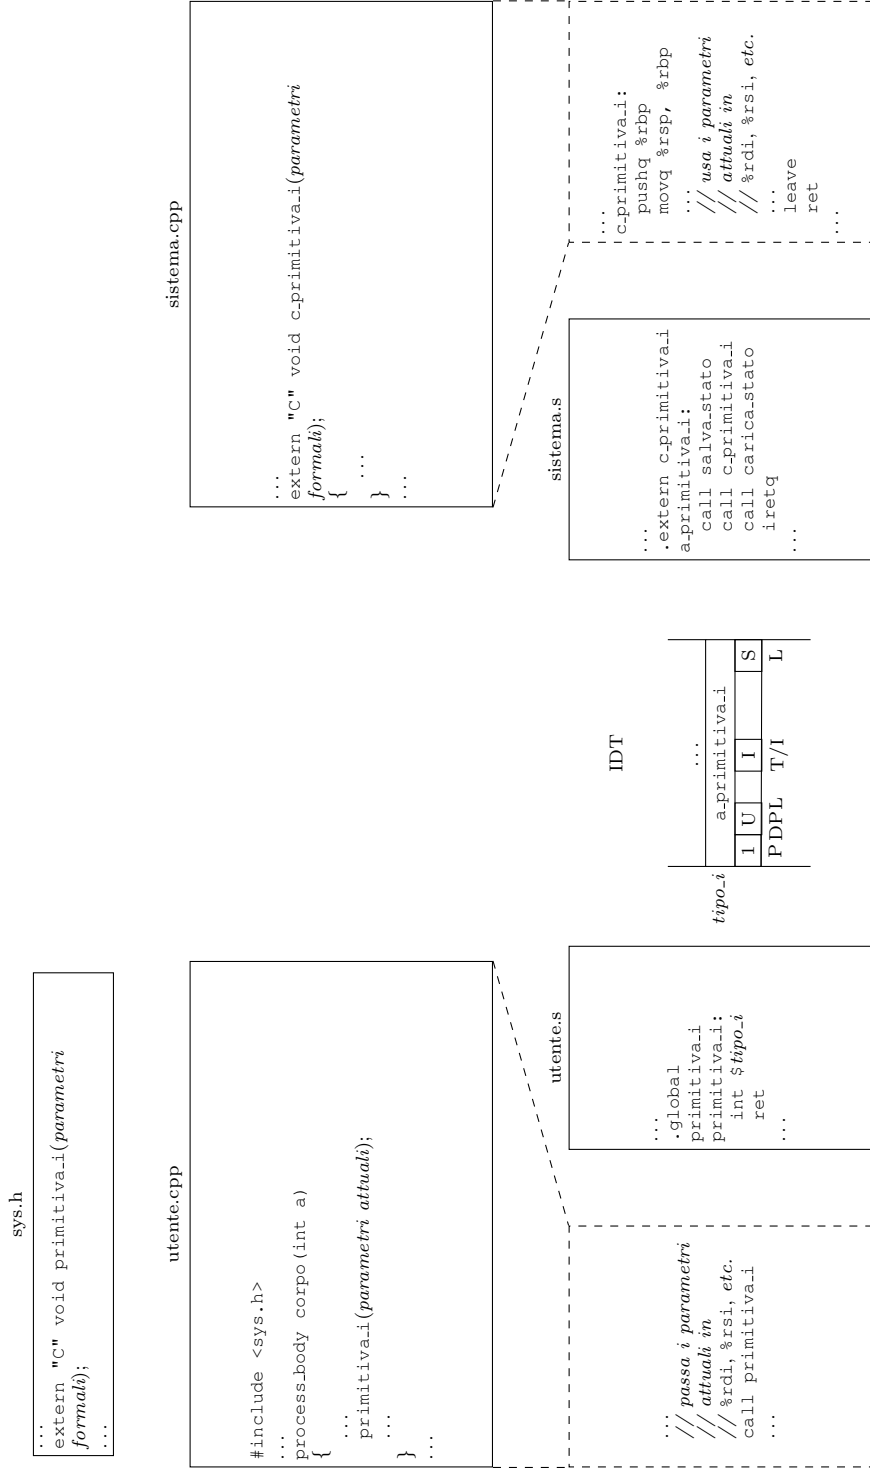 sys.h
...
extern "C" void primitiva_i(parametri
formali);
...
utente.cpp
#include <sys.h>
...
process_body corpo(int a)
{
...
primitiva_i(parametri attuali);
...
}
...
...
// passa i parametri
// attuali in
// %rdi, %rsi, etc.
call primitiva_i
...
utente.s
...
.global
primitiva_i
primitiva_i:
int $tipo_i
ret
...
IDT
...
tipo_i
a_primitiva_i
1 U I S
P DPL T/I L
sistema.cpp
...
extern "C" void c_primitiva_i(parametri
formali);
{
...
}
...
sistema.s
...
.extern c_primitiva_i
a_primitiva_i:
call salva_stato
call c_primitiva_i
call carica_stato
iretq
...
...
c_primitiva_i:
pushq %rbp
movq %rsp, %rbp
...
// usa i parametri
// attuali in
// %rdi, %rsi, etc.
...
leave
ret
...